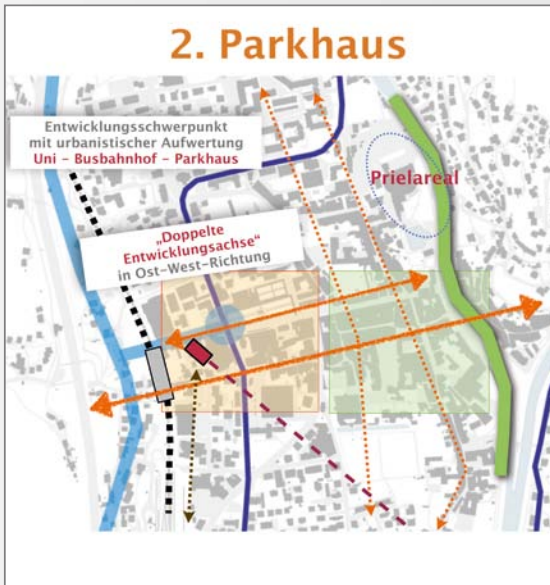 2. Parkhaus
Entwicklungsschwerpunkt
mit urbanistischer Aufwertung
Uni – Busbahnhof – Parkhaus
Prielareal
„Doppelte
Entwicklungsachse“
in Ost-West-Richtung